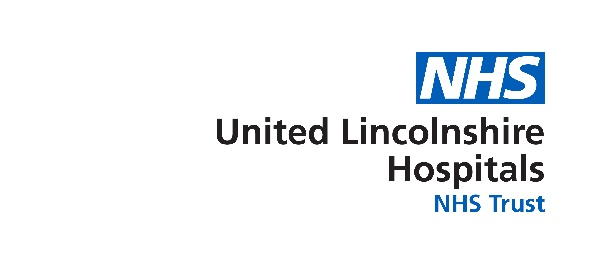 NHS
United Lincolnshire
Hospitals
NHS Trust